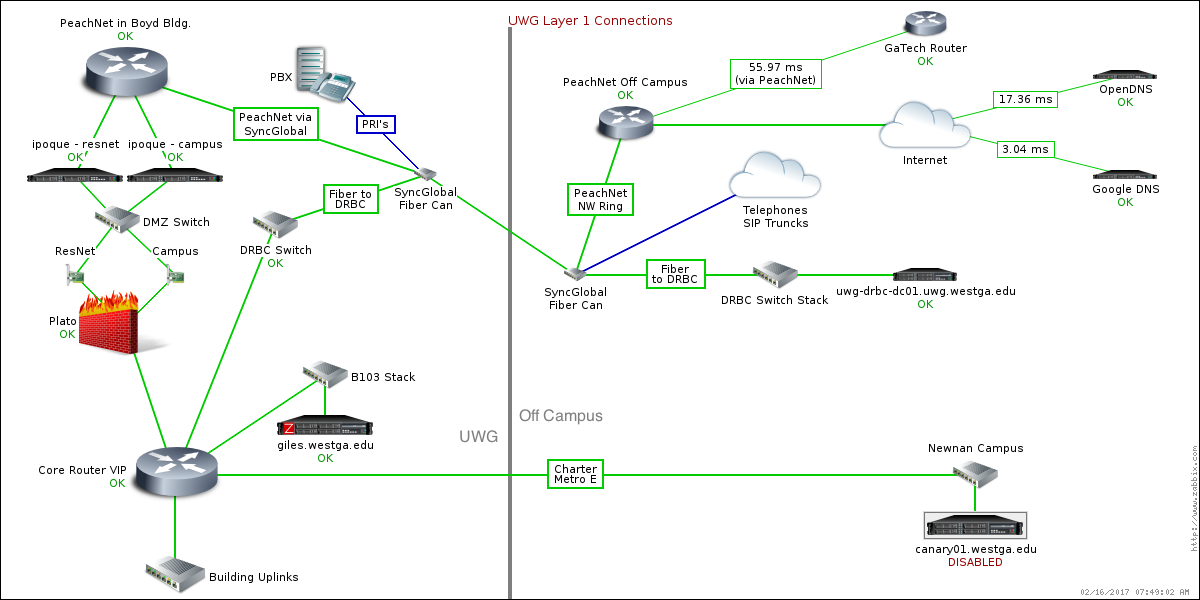 UWG Layer 1 Connections
PeachNet in Boyd Bldg.
OK
PBX
PRI's
PeachNet via
SyncGlobal
ipoque - resnet
OK
ipoque - campus
OK
SyncGlobal
Fiber Can
Fiber to
DRBC
DMZ Switch
DRBC Switch
OK
ResNet
Campus
Plato
OK
B103 Stack
Z
giles.westga.edu
OK
UWG
Core Router VIP
OK
Building Uplinks
GaTech Router
OK
55.97 ms
(via PeachNet)
PeachNet Off Campus
OK
OpenDNS
OK
17.36 ms
Internet
3.04 ms
Google DNS
OK
PeachNet
NW Ring
Telephones
SIP Truncks
SyncGlobal
Fiber Can
Fiber
to DRBC
DRBC Switch Stack
uwg-drbc-dc01.uwg.westga.edu
OK
Off Campus
Charter
Metro E
Newnan Campus
canary01.westga.edu
DISABLED
http://www.zabbix.com
02/16/2017 07:49:02 AM